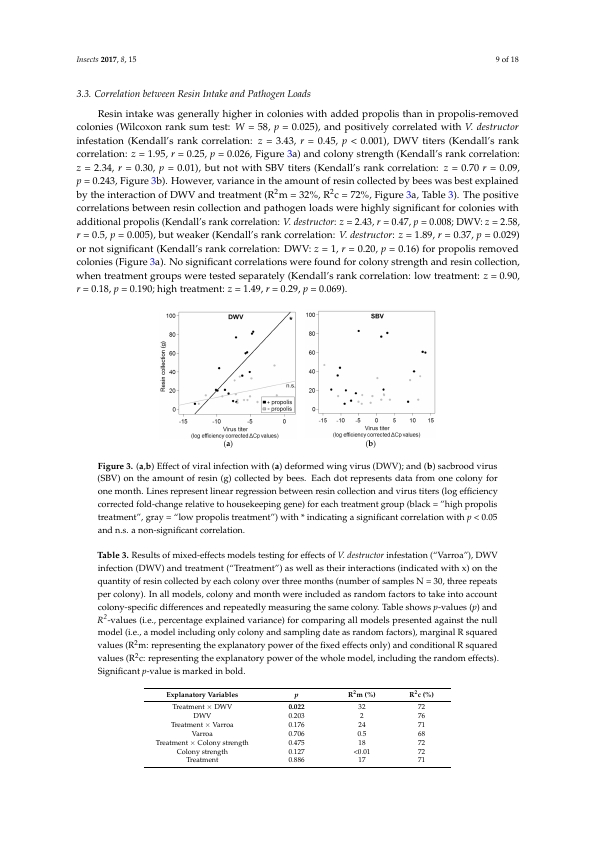 Insects 2017, 8, 15
9 of 18
3.3. Correlation between Resin Intake and Pathogen Loads
Resin intake was generally higher in colonies with added propolis than in propolis-removed
colonies (Wilcoxon rank sum test: W = 58, p = 0.025), and positively correlated with V. destructor
infestation (Kendall's rank correlation: z = 3.43, r = 0.45, p < 0.001), DWV titers (Kendall's rank
correlation: z = 1.95, r = 0.25, p = 0.026, Figure 3a) and colony strength (Kendall's rank correlation:
z = 2.34, r = 0.30, p = 0.01), but not with SBV titers (Kendall's rank correlation: z = 0.70 r = 0.09,
p = 0.243, Figure 3b). However, variance in the amount of resin collected by bees was best explained
by the interaction of DWV and treatment (R²m = 32%, R²c = 72%, Figure 3a, Table 3). The positive
correlations between resin collection and pathogen loads were highly significant for colonies with
additional propolis (Kendall's rank correlation: V. destructor: z = 2.43, r = 0.47, p = 0.008; DWV: z = 2.58,
r = 0.5, p = 0.005), but weaker (Kendall's rank correlation: V. destructor: z = 1.89, r = 0.37, p = 0.029)
or not significant (Kendall's rank correlation: DWV: z = 1, r = 0.20, p = 0.16) for propolis removed
colonies (Figure 3a). No significant correlations were found for colony strength and resin collection,
when treatment groups were tested separately (Kendall's rank correlation: low treatment: z = 0.90,
r = 0.18, p = 0.190; high treatment: z = 1.49, r = 0.29, p = 0.069).
DWV
*
Resin collection (g)
100
80
60
40
20
0
n.s.
+ propolis
- propolis
-15 -10 -5 0
Virus titer
(log efficiency corrected ΔCp values)
(a)
SBV
100
80
60
40
20
0
-15 -10 -5 0 5 10 15
Virus titer
(log efficiency corrected ΔCp values)
(b)
Figure 3. (a,b) Effect of viral infection with (a) deformed wing virus (DWV); and (b) sacbrood virus
(SBV) on the amount of resin (g) collected by bees. Each dot represents data from one colony for
one month. Lines represent linear regression between resin collection and virus titers (log efficiency
corrected fold-change relative to housekeeping gene) for each treatment group (black = "high propolis
treatment", gray = "low propolis treatment") with * indicating a significant correlation with p < 0.05
and n.s. a non-significant correlation.
Table 3. Results of mixed-effects models testing for effects of V. destructor infestation ("Varroa"), DWV
infection (DWV) and treatment ("Treatment") as well as their interactions (indicated with x) on the
quantity of resin collected by each colony over three months (number of samples N = 30, three repeats
per colony). In all models, colony and month were included as random factors to take into account
colony-specific differences and repeatedly measuring the same colony. Table shows p-values (p) and
R²-values (i.e., percentage explained variance) for comparing all models presented against the null
model (i.e., a model including only colony and sampling date as random factors), marginal R squared
values (R²m: representing the explanatory power of the fixed effects only) and conditional R squared
values (R²c: representing the explanatory power of the whole model, including the random effects).
Significant p-value is marked in bold.
Explanatory Variables p R²m (%) R²c (%)
Treatment × DWV 0.022 32 72
DWV 0.203 2 76
Treatment × Varroa 0.176 24 71
Varroa 0.706 0.5 68
Treatment × Colony strength 0.475 18 72
Colony strength 0.127 <0.01 72
Treatment 0.886 17 71